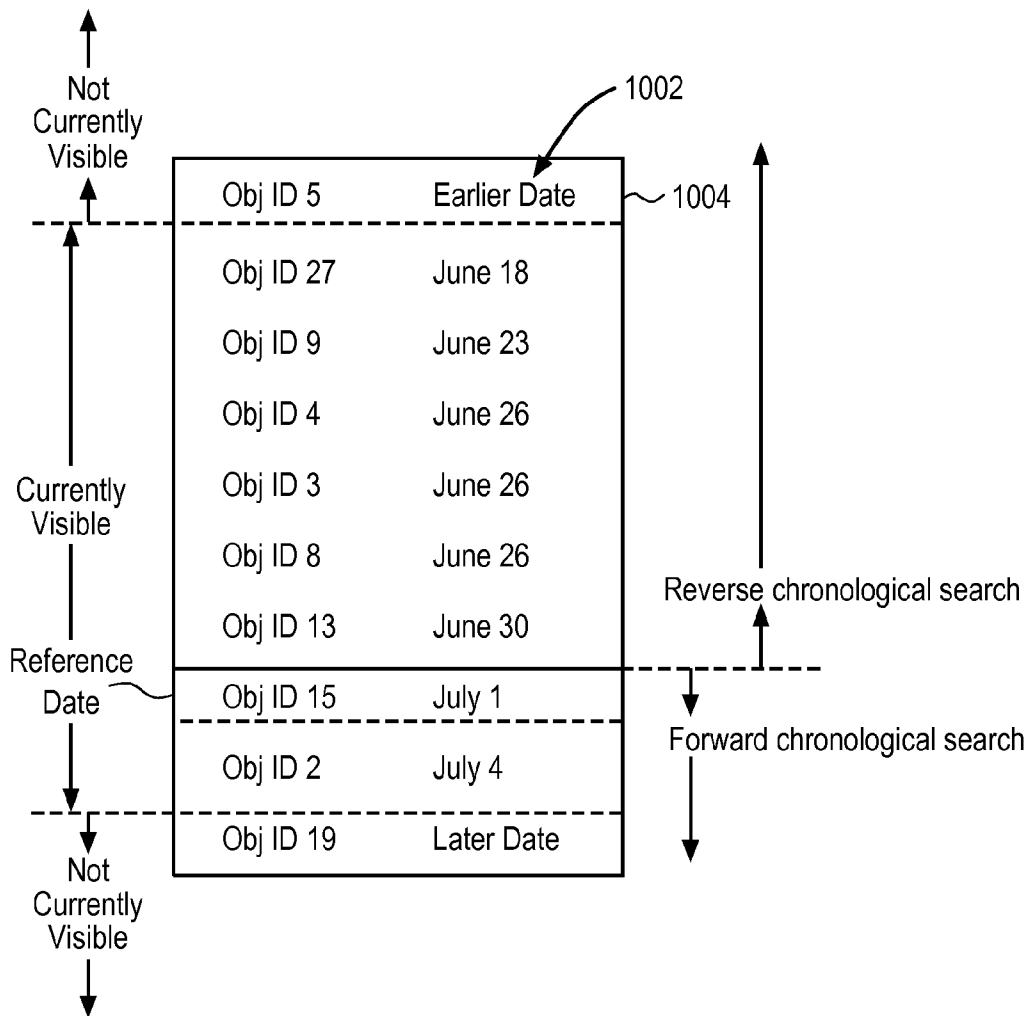 Not
Currently
Visible
1002
Obj ID 5 Earlier Date
1004
Obj ID 27 June 18
Obj ID 9 June 23
Obj ID 4 June 26
Obj ID 3 June 26
Currently
Visible
Obj ID 8 June 26
Reverse chronological search
Obj ID 13 June 30
Reference
Date
Obj ID 15 July 1
Forward chronological search
Obj ID 2 July 4
Obj ID 19 Later Date
Not
Currently
Visible